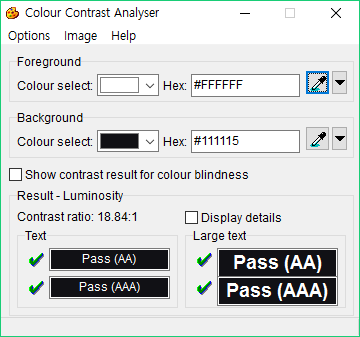 Colour Contrast Analyser
Options Image Help
Foreground
Colour select: Hex: #FFFFFF
Background
Colour select: Hex: #111115
Show contrast result for colour blindness
Result - Luminosity
Contrast ratio: 18.84:1 Display details
Text Large text
Pass (AA) Pass (AA)
Pass (AAA) Pass (AAA)